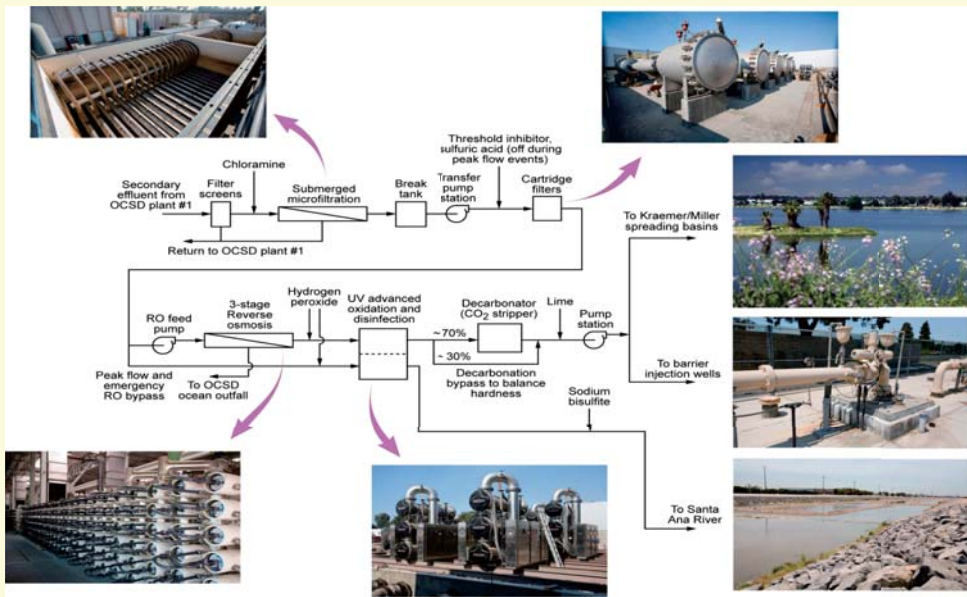 Threshold inhibitor,
sulfuric acid (off during
peak flow events)
Chloramine
Secondary
effluent from
OCSD plant #1
Filter
screens
Submerged
microfiltration
Break
tank
Transfer
pump
station
Cartridge
filters
Return to OCSD plant #1
To Kraemer/Miller
spreading basins
Hydrogen
peroxide
3-stage
Reverse
osmosis
RO feed
pump
UV advanced
oxidation and
disinfection
Decarbonator
(CO2 stripper)
Lime
Pump
station
~70%
~ 30%
Peak flow and
emergency
RO bypass
To OCSD
ocean outfall
Decarbonation
bypass to balance
hardness
To barrier
injection wells
Sodium
bisulfite
To Santa
Ana River